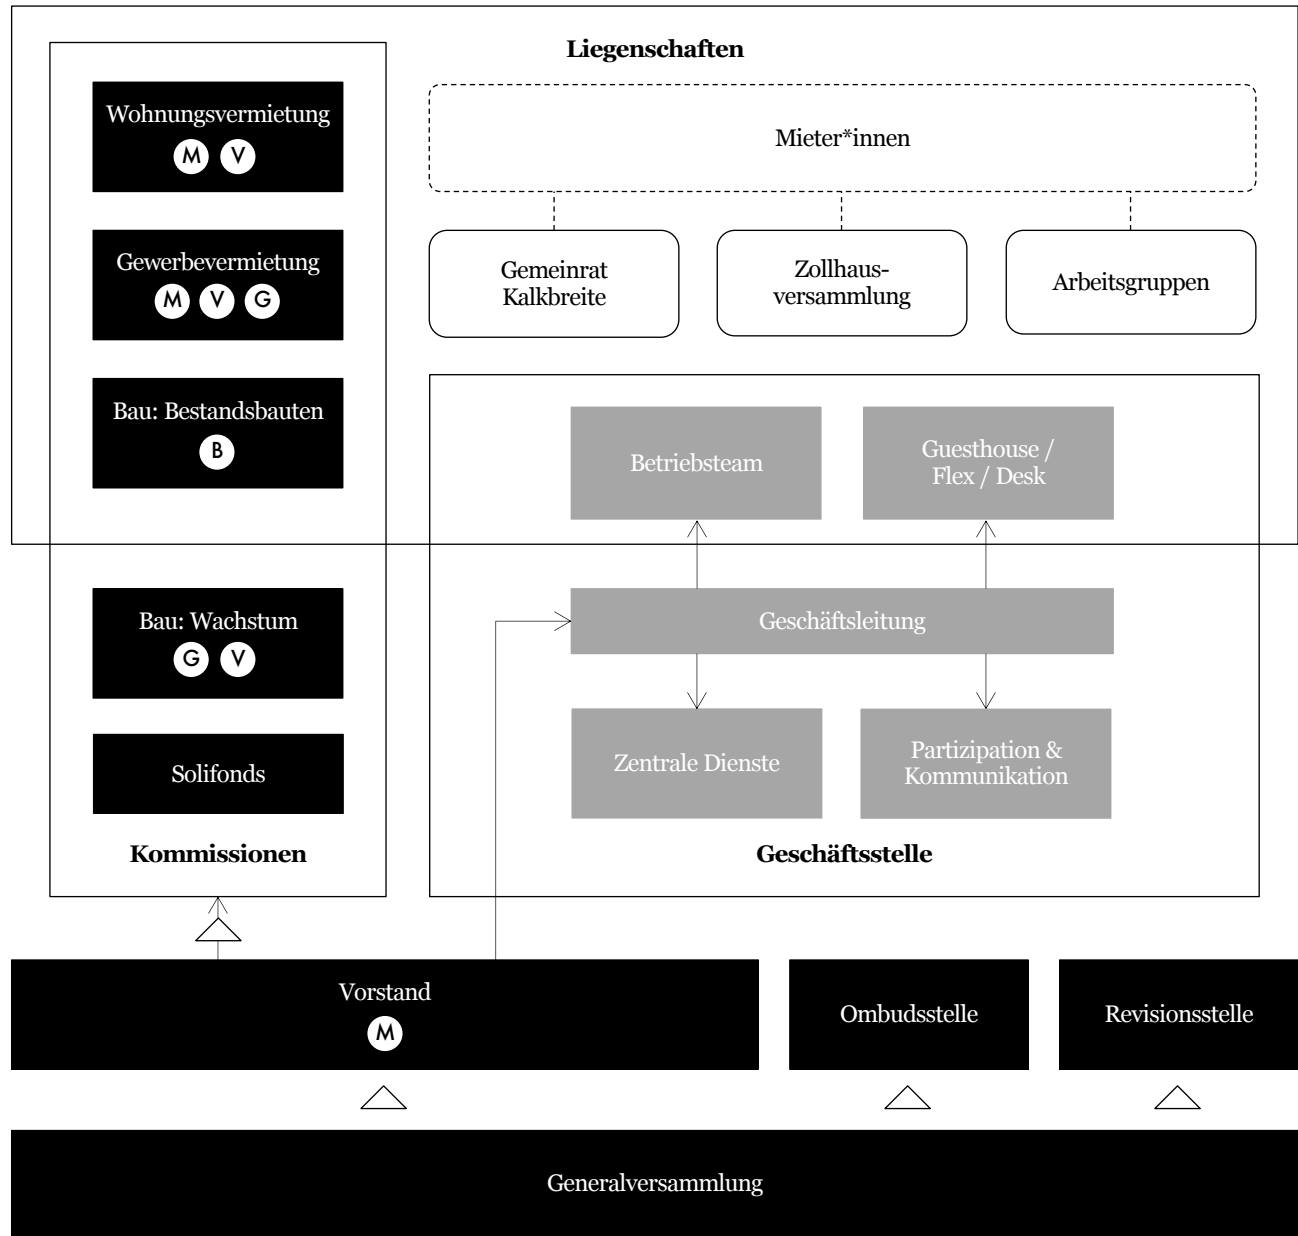 Liegenschaften
Wohnungsvermietung
M V
Gewerbevermietung
M V G
Bau: Bestandsbauten
B
Mieter*innen
Gemeinrat
Kalkbreite
Zollhaus-
versammlung
Arbeitsgruppen
Betriebsteam
Guesthouse /
Flex / Desk
Bau: Wachstum
G V
Solifonds
Kommissionen
Geschäftsleitung
Zentrale Dienste
Partizipation &
Kommunikation
Geschäftsstelle
Vorstand
M
Ombudsstelle
Revisionsstelle
Generalversammlung